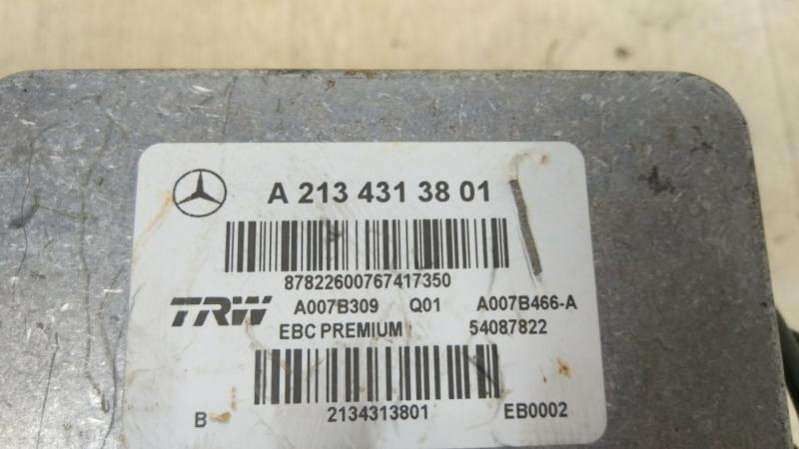 A 213 431 38 01
87822600767417350
TRW A007B309 Q01 A007B466-A
EBC PREMIUM 54087822
B 2134313801 EB0002